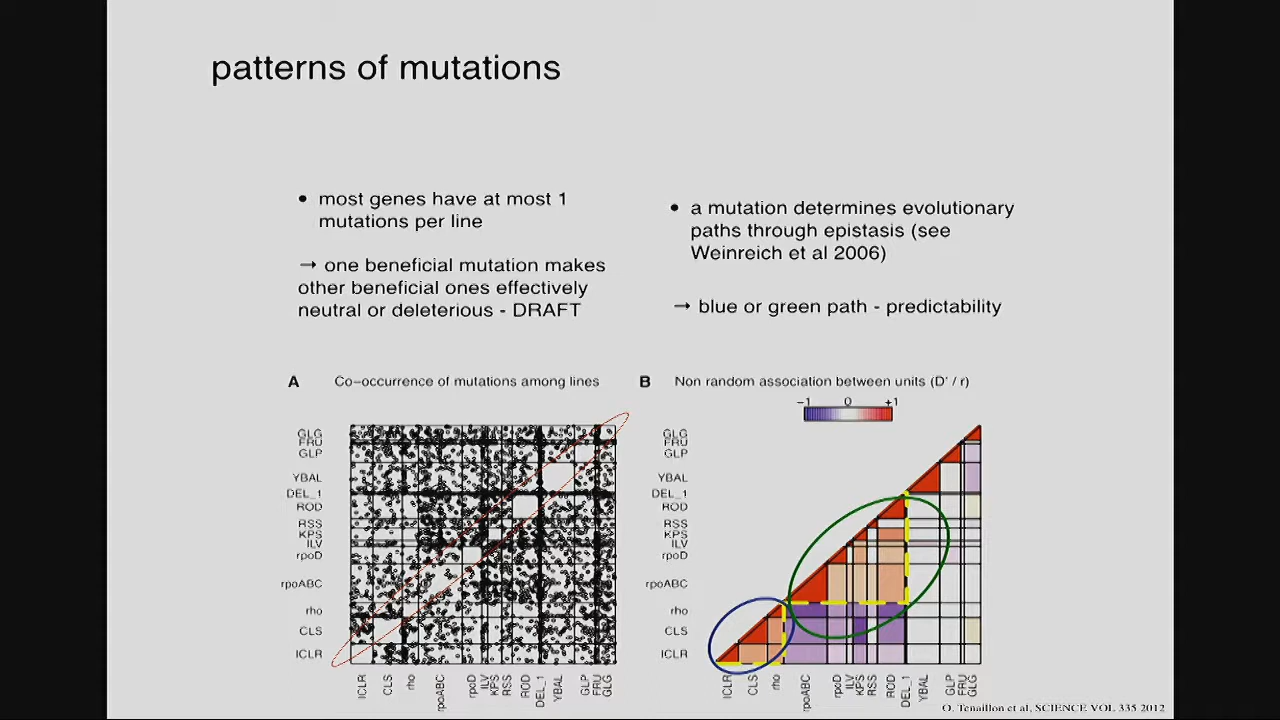 patterns of mutations
• most genes have at most 1
mutations per line
→ one beneficial mutation makes
other beneficial ones effectively
neutral or deleterious - DRAFT
• a mutation determines evolutionary
paths through epistasis (see
Weinreich et al 2006)
→ blue or green path - predictability
A Co-occurrence of mutations among lines
GLG
FRU
GLP
YBAL
DEL_1
ROD
RSS
KPS
ILV
rpoD
rpoABC
rho
CLS
ICLR
ICLR CLS rho rpoABC rpoD ILV KPS RSS ROD DEL_1 YBAL GLP FRU GLG
B Non random association between units (D' / r)
-1 0 +1
GLG
FRU
GLP
YBAL
DEL_1
ROD
RSS
KPS
ILV
rpoD
rpoABC
rho
CLS
ICLR
ICLR CLS rho rpoABC rpoD ILV KPS RSS ROD DEL_1 YBAL GLP FRU GLG
O. Tenaillon et al, SCIENCE VOL 335 2012